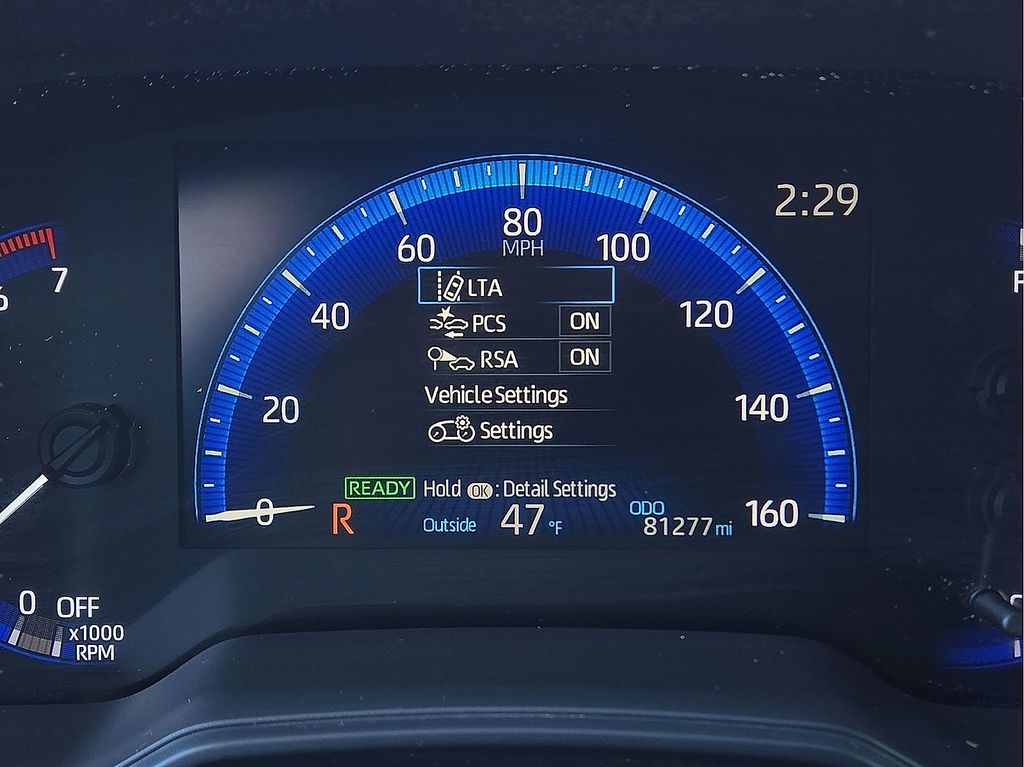 2:29
80
MPH
60
100
7
6
LTA
40
120
PCS ON
RSA ON
Vehicle Settings
20
140
Settings
READY Hold OK : Detail Settings
0
R
Outside 47 °F
ODO
81277 mi
160
0 OFF
x1000
RPM